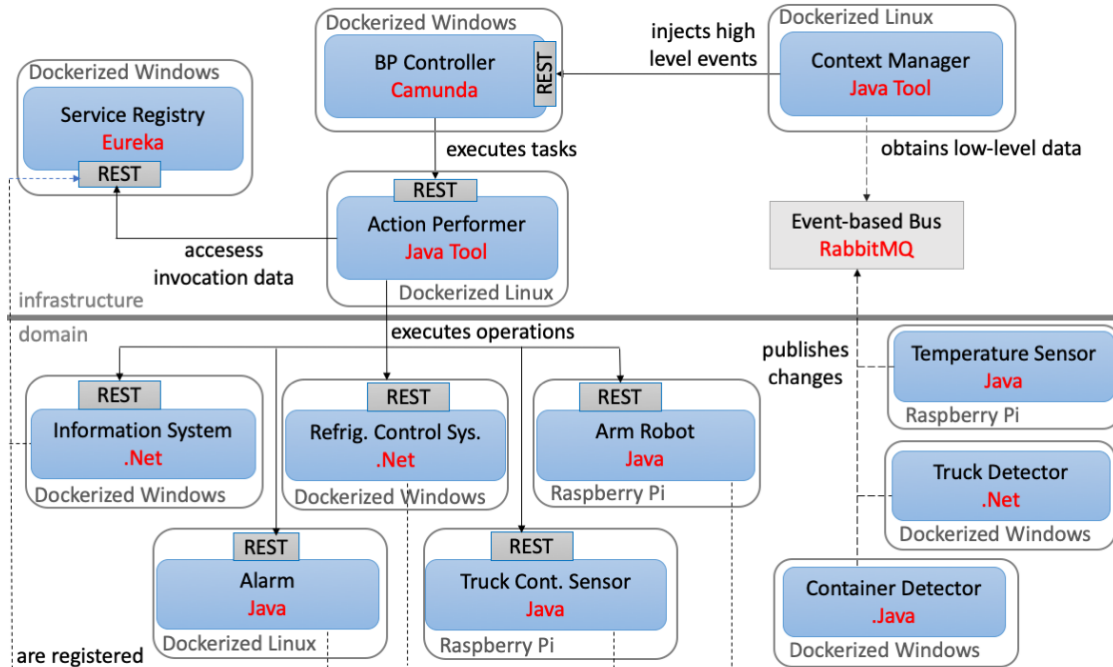 Dockerized Windows
BP Controller
Camunda
REST
injects high
level events
Dockerized Linux
Context Manager
Java Tool
Dockerized Windows
Service Registry
Eureka
REST
executes tasks
obtains low-level data
REST
Action Performer
Java Tool
Dockerized Linux
accesess
invocation data
Event-based Bus
RabbitMQ
infrastructure
domain
executes operations
publishes
changes
REST
Information System
.Net
Dockerized Windows
REST
Refrig. Control Sys.
.Net
Dockerized Windows
REST
Arm Robot
Java
Raspberry Pi
Temperature Sensor
Java
Raspberry Pi
Truck Detector
.Net
Dockerized Windows
REST
Alarm
Java
Dockerized Linux
REST
Truck Cont. Sensor
Java
Raspberry Pi
Container Detector
.Java
Dockerized Windows
are registered